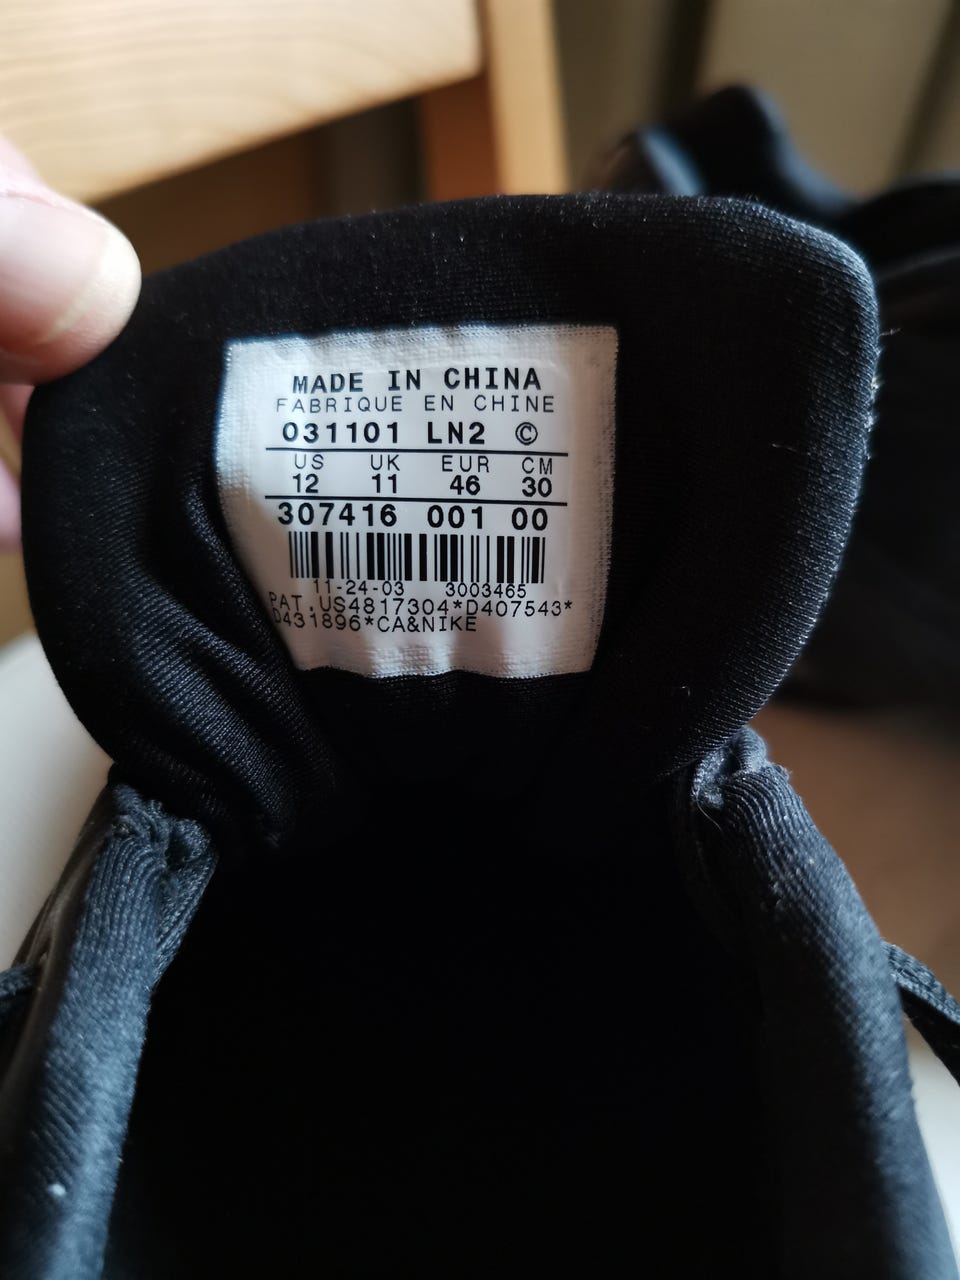 MADE IN CHINA
FABRIQUE EN CHINE
031101 LN2 ©
US UK EUR CM
12 11 46 30
307416 001 00
11-24-03 3003465
PAT.US4817304*D407543*
D431896*CA&NIKE